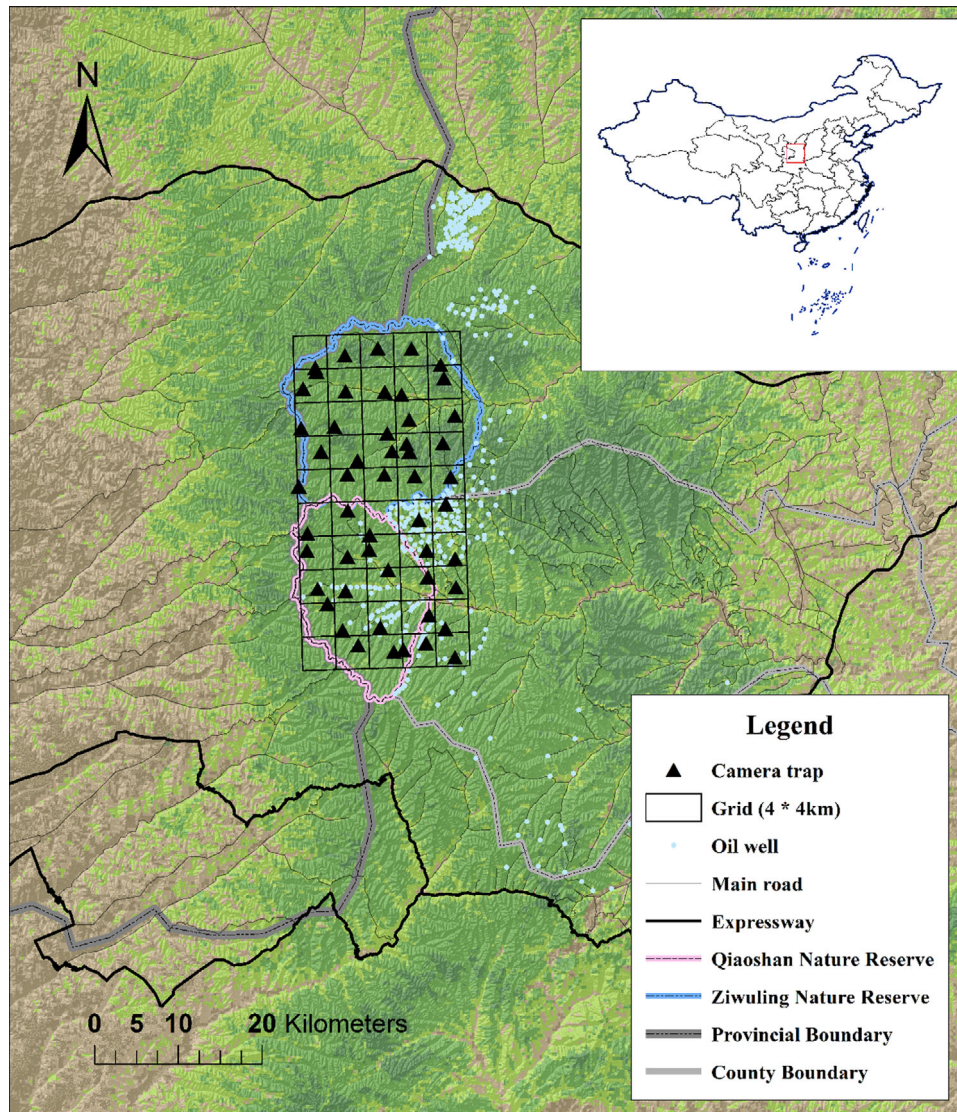 N
Legend
Camera trap
Grid (4 * 4km)
Oil well
Main road
Expressway
Qiaoshan Nature Reserve
Ziwuling Nature Reserve
Provincial Boundary
County Boundary
0 5 10 20 Kilometers